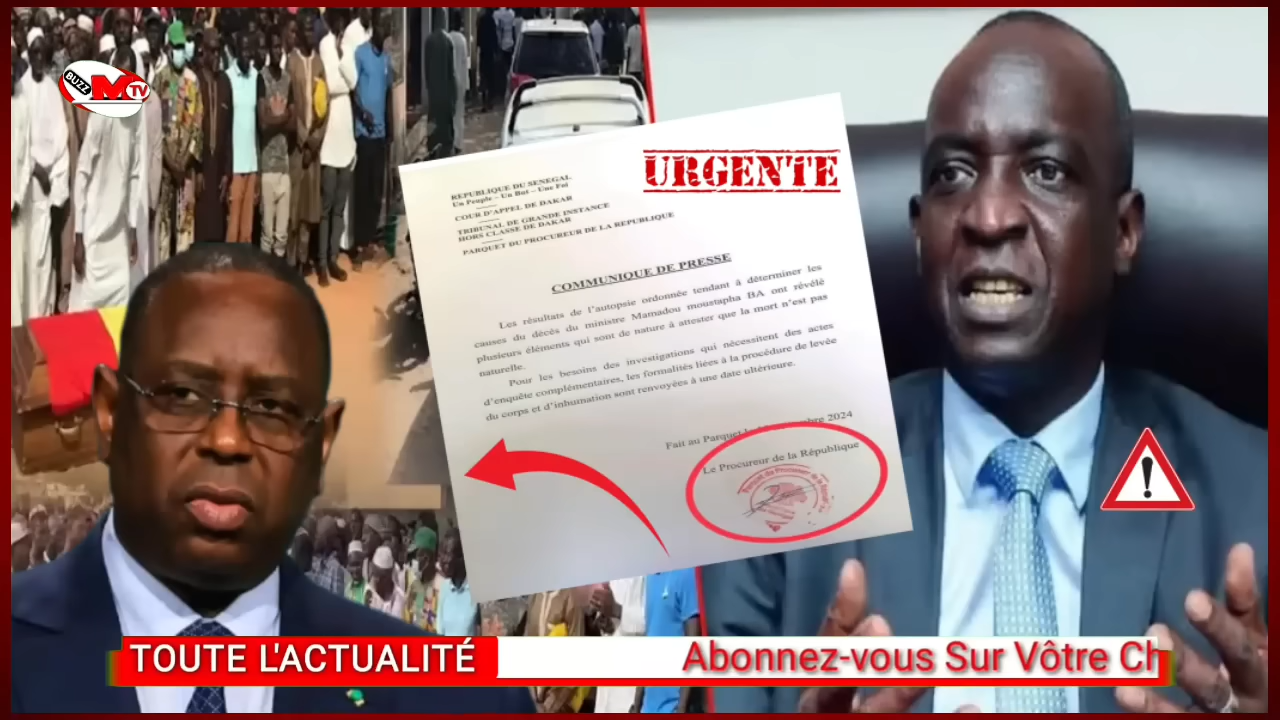 BUZZ
M
TV
URGENTE
REPUBLIQUE DU SENEGAL
Un Peuple – Un But – Une Foi
COUR D'APPEL DE DAKAR
TRIBUNAL DE GRANDE INSTANCE
HORS CLASSE DE DAKAR
PARQUET DU PROCUREUR DE LA REPUBLIQUE
COMMUNIQUE DE PRESSE
Les résultats de l'autopsie ordonnée tendant à déterminer les
causes du décès du ministre Mamadou moustapha BA ont révélé
plusieurs éléments qui sont de nature à attester que la mort n'est pas
naturelle.
Pour les besoins des investigations qui nécessitent des actes
d'enquête complémentaires, les formalités liées à la procédure de levée
du corps et d'inhumation sont renvoyées à une date ultérieure.
Fait au Parquet 2024
Le Procureur de la République
TOUTE L'ACTUALITÉ
Abonnez-vous Sur Vôtre Ch